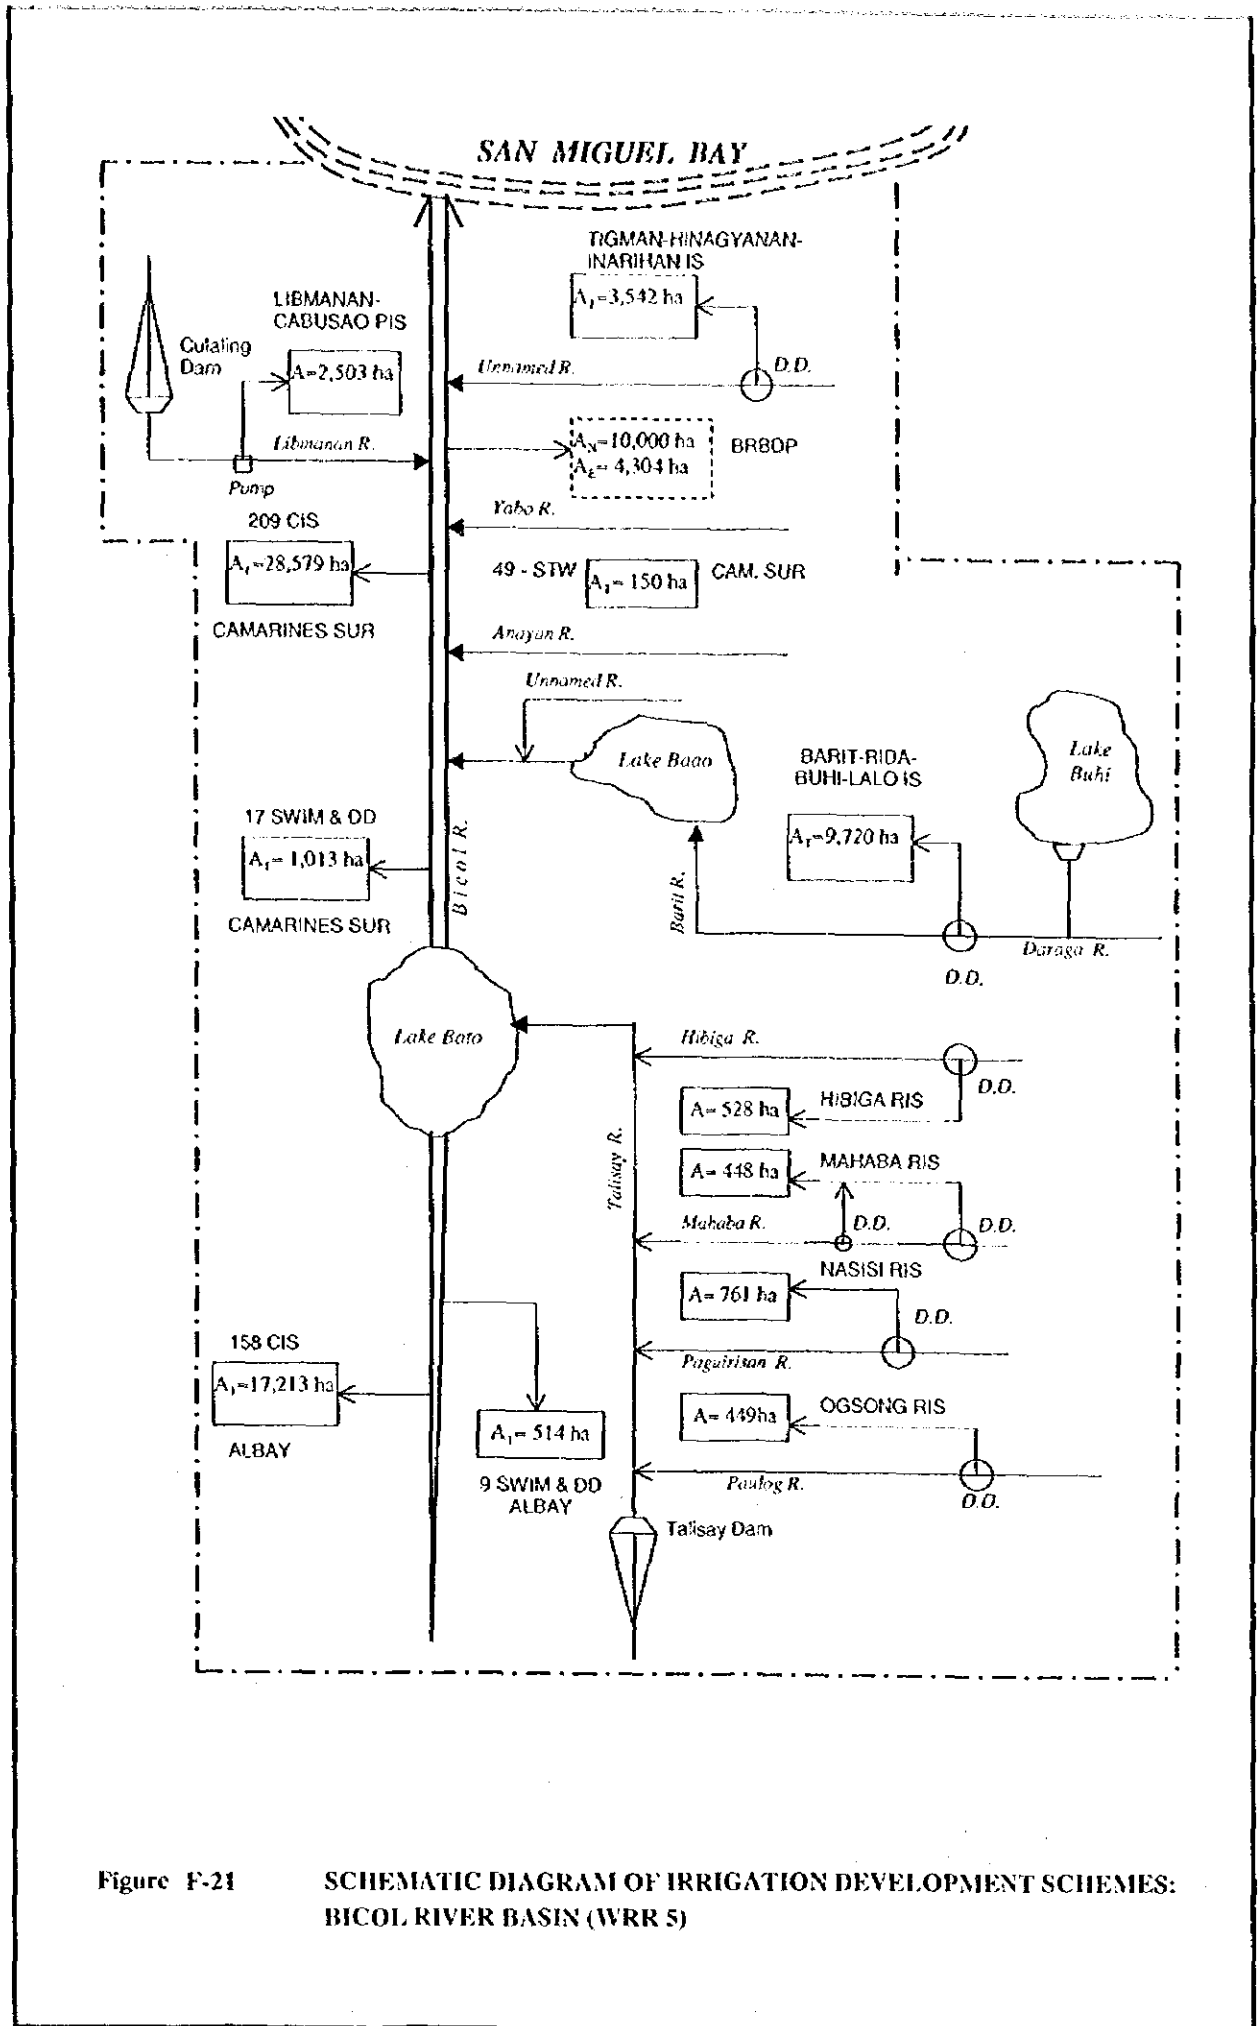 SAN MIGUEL BAY
TIGMAN-HINAGYANAN-
INARIHAN IS
A₁=3,542 ha
LIBMANAN-
CABUSAO PIS
Culaling
Dam
A=2,503 ha
Unnamed R.
D.D.
Libmanan R.
Pump
A_N=10,000 ha
A_E= 4,304 ha
BRBDP
Yabo R.
209 CIS
A₁=28,579 ha
CAMARINES SUR
49 - STW
A₁= 150 ha
CAM. SUR
Anayan R.
Unnamed R.
Lake Baao
BARIT-RIDA-
BUHI-LALO IS
Lake
Buhi
A₁=9,720 ha
17 SWIM & DD
A₁= 1,013 ha
CAMARINES SUR
Bicol R.
Barit R.
Daraga R.
D.D.
Lake Bato
Hibiga R.
D.D.
A= 528 ha
HIBIGA RIS
Talisay R.
MAHABA RIS
A= 448 ha
Mahaba R.
D.D.
D.D.
NASISI RIS
A= 761 ha
D.D.
Paguirisan R.
158 CIS
A₁=17,213 ha
ALBAY
A= 449ha
OGSONG RIS
A₁= 514 ha
9 SWIM & DD
ALBAY
Paulog R.
D.D.
Talisay Dam
Figure F-21 SCHEMATIC DIAGRAM OF IRRIGATION DEVELOPMENT SCHEMES:
BICOL RIVER BASIN (WRR 5)